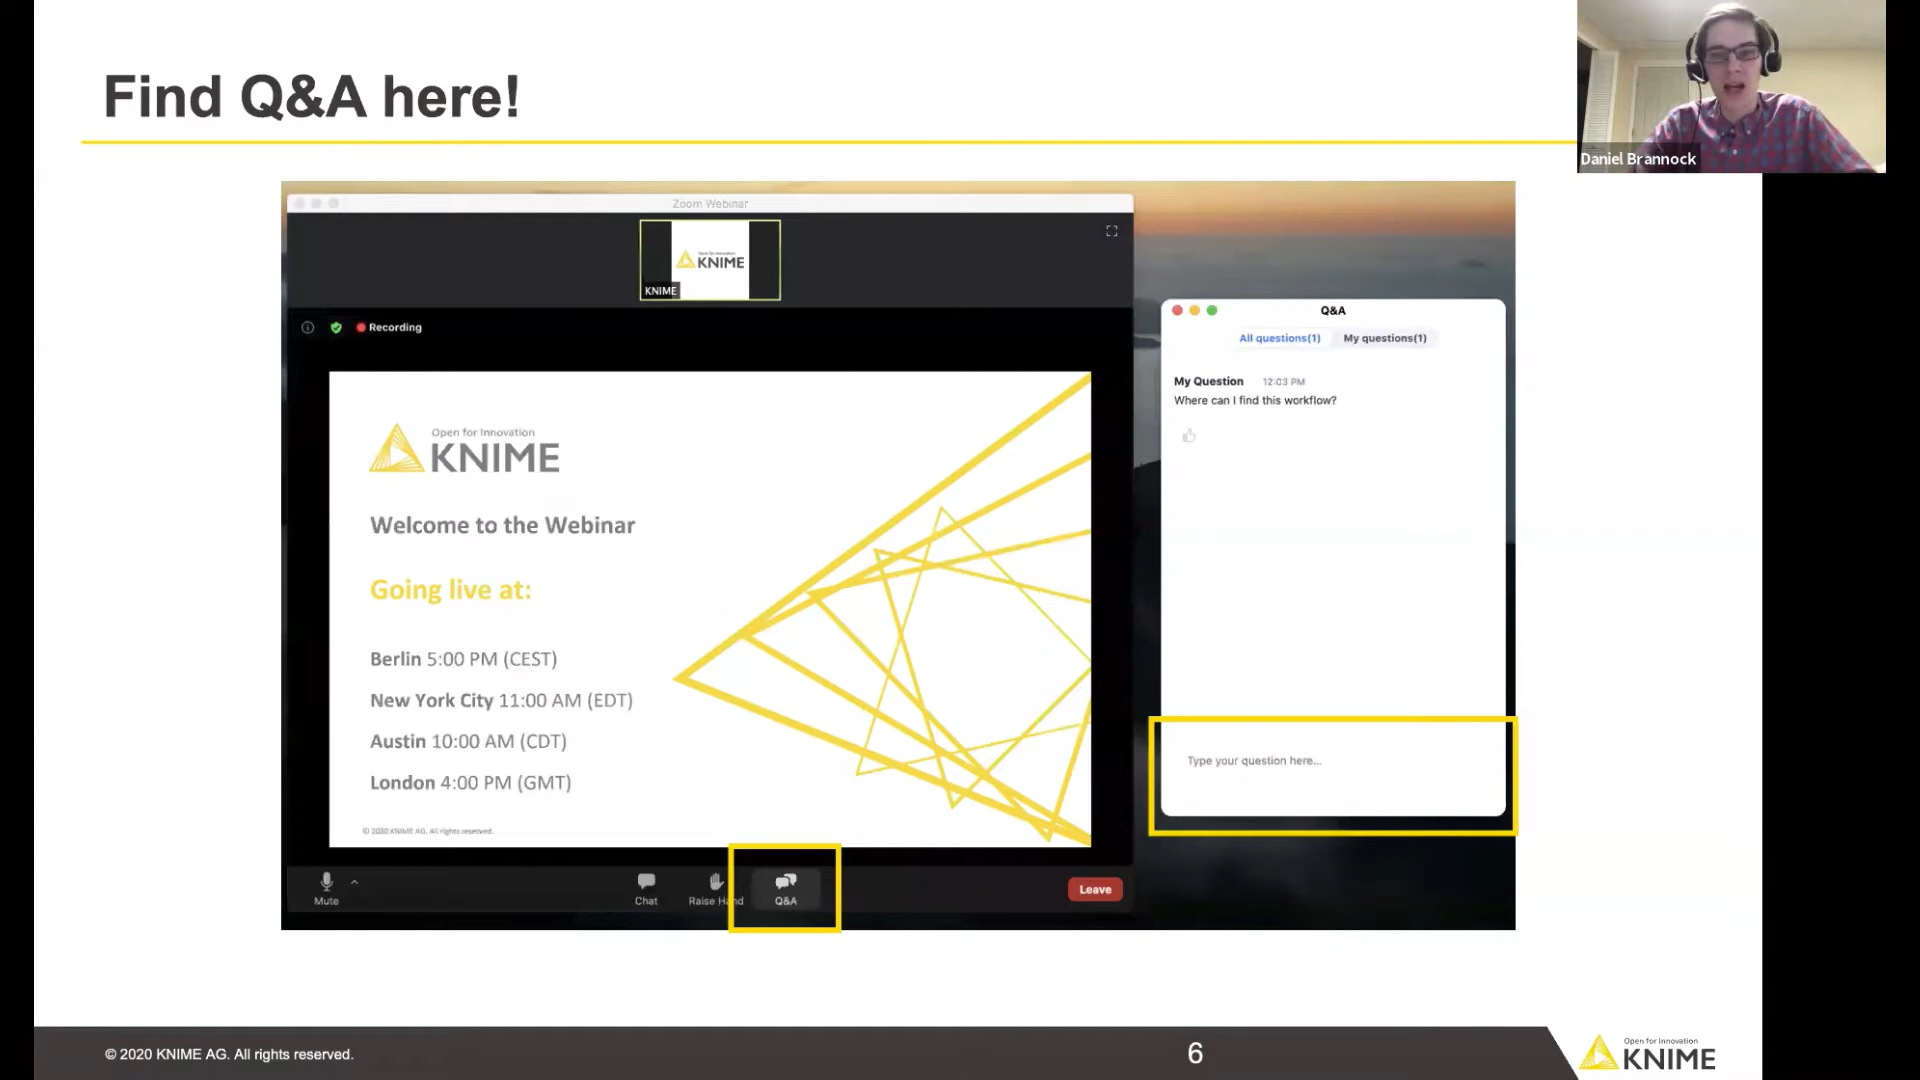 Find Q&A here!
Daniel Brannock
Zoom Webinar
Open for Innovation
KNIME
KNIME
Recording
Open for Innovation
KNIME
Welcome to the Webinar
Going live at:
Berlin 5:00 PM (CEST)
New York City 11:00 AM (EDT)
Austin 10:00 AM (CDT)
London 4:00 PM (GMT)
© 2020 KNIME AG. All rights reserved.
Mute
Chat
Raise Hand
Q&A
Leave
Q&A
All questions(1) My questions(1)
My Question 12:03 PM
Where can I find this workflow?
Type your question here...
© 2020 KNIME AG. All rights reserved.
6
Open for Innovation
KNIME